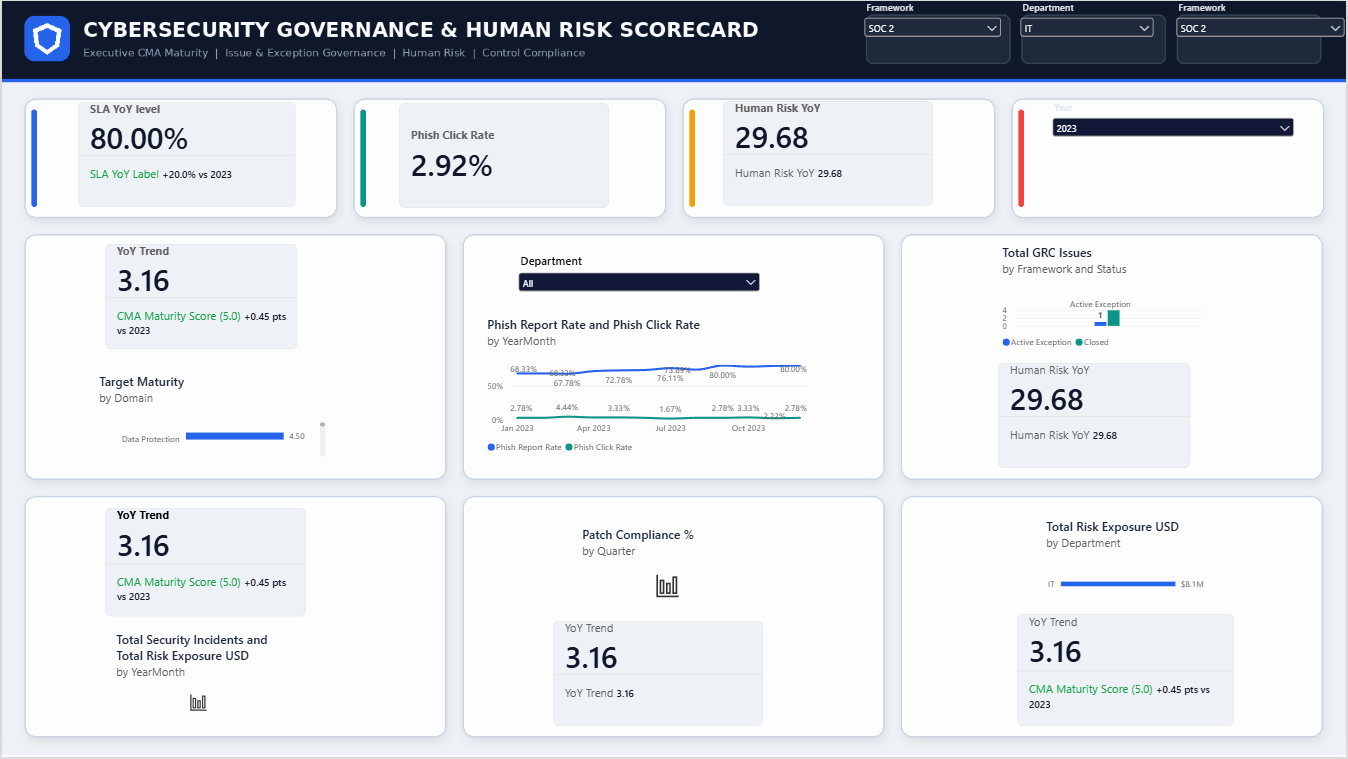 CYBERSECURITY GOVERNANCE & HUMAN RISK SCORECARD
Executive CMA Maturity | Issue & Exception Governance | Human Risk | Control Compliance
Framework
SOC 2
Department
IT
Framework
SOC 2
SLA YoY level
80.00%
SLA YoY Label +20.0% vs 2023
Phish Click Rate
2.92%
Human Risk YoY
29.68
Human Risk YoY 29.68
Year
2023
YoY Trend
3.16
CMA Maturity Score (5.0) +0.45 pts
vs 2023
Target Maturity
by Domain
Data Protection 4.50
Department
All
Phish Report Rate and Phish Click Rate
by YearMonth
50%
0%
68.33% 68.33% 67.78% 72.78% 73.89% 76.11% 80.00% 80.00%
2.78% 4.44% 3.33% 1.67% 2.78% 3.33% 2.22% 2.78%
Jan 2023 Apr 2023 Jul 2023 Oct 2023
Phish Report Rate Phish Click Rate
Total GRC Issues
by Framework and Status
Active Exception
4
2
0
1
Active Exception Closed
Human Risk YoY
29.68
Human Risk YoY 29.68
YoY Trend
3.16
CMA Maturity Score (5.0) +0.45 pts
vs 2023
Total Security Incidents and
Total Risk Exposure USD
by YearMonth
Patch Compliance %
by Quarter
YoY Trend
3.16
YoY Trend 3.16
Total Risk Exposure USD
by Department
IT $8.1M
YoY Trend
3.16
CMA Maturity Score (5.0) +0.45 pts vs
2023